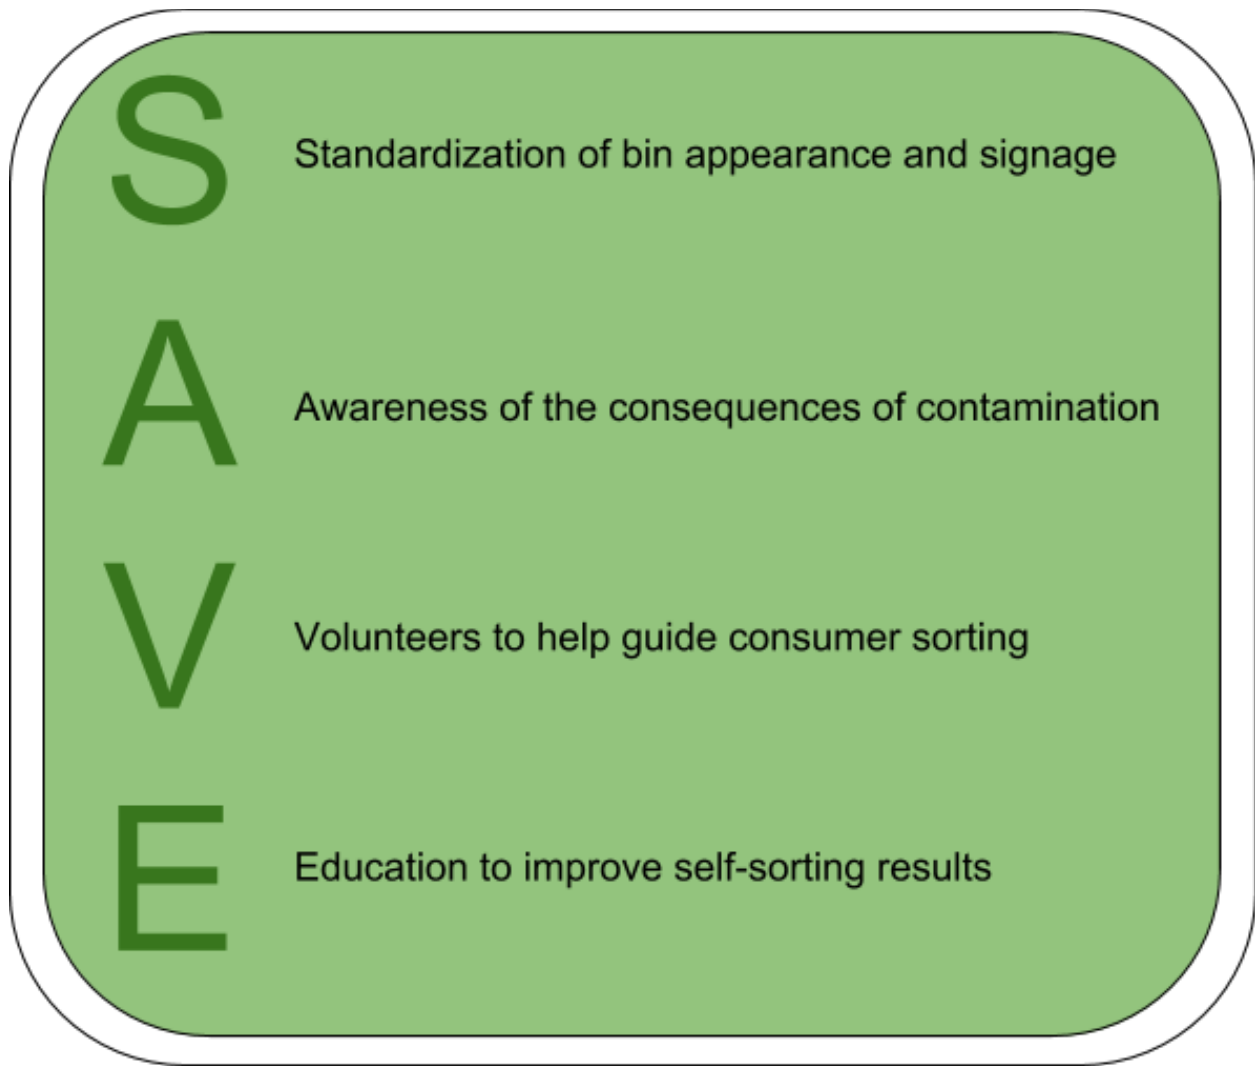 S Standardization of bin appearance and signage
A Awareness of the consequences of contamination
V Volunteers to help guide consumer sorting
E Education to improve self-sorting results